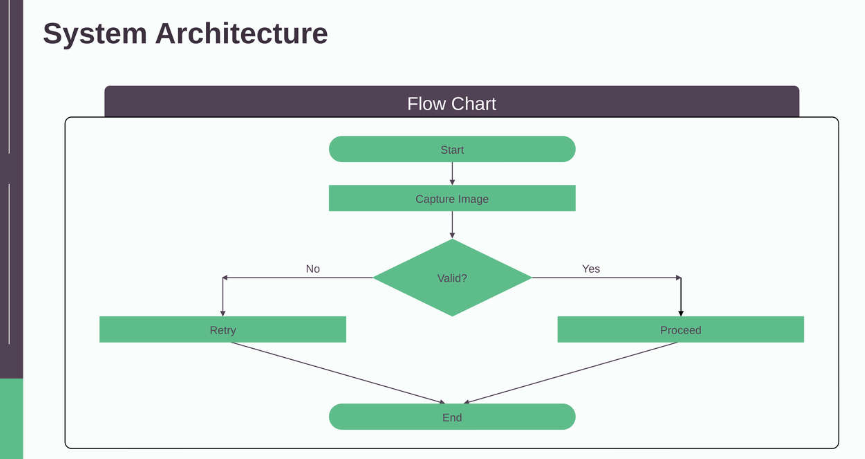 System Architecture
Flow Chart
Start
Capture Image
Valid?
No
Yes
Retry
Proceed
End